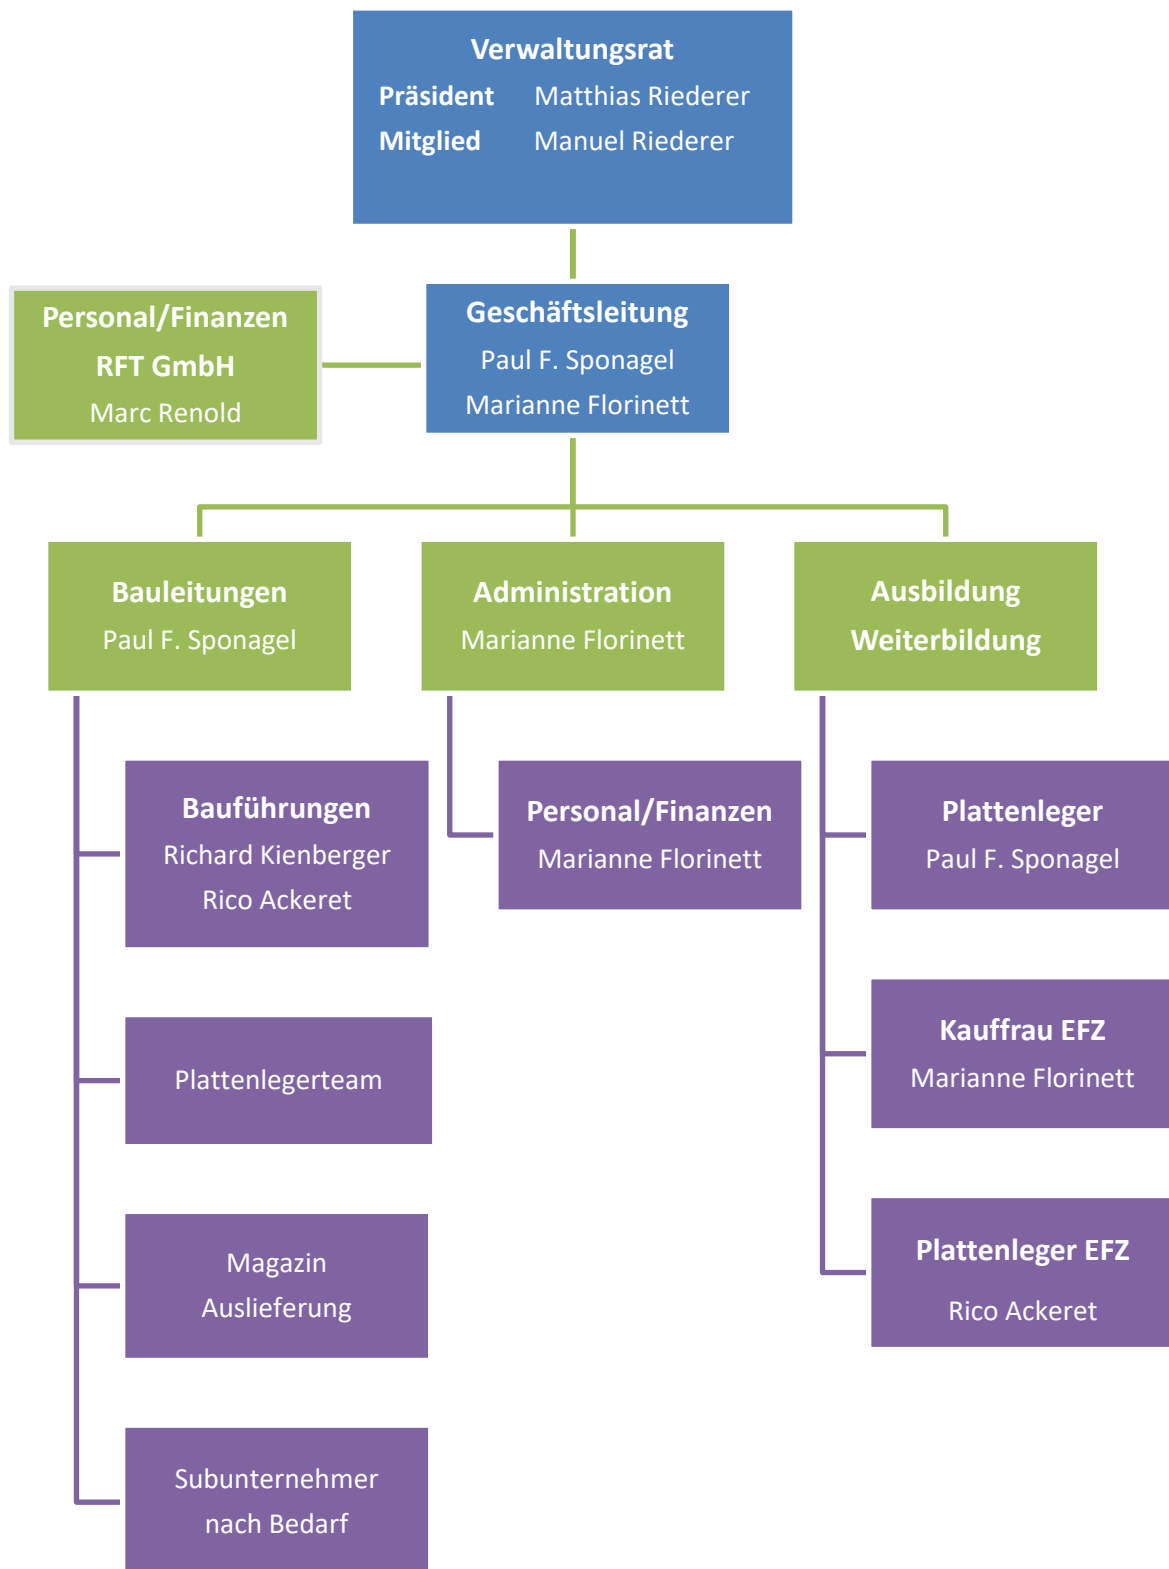 Verwaltungsrat
Präsident Matthias Riederer
Mitglied Manuel Riederer
Personal/Finanzen
RFT GmbH
Marc Renold
Geschäftsleitung
Paul F. Sponagel
Marianne Florinett
Bauleitungen
Paul F. Sponagel
Administration
Marianne Florinett
Ausbildung
Weiterbildung
Bauführungen
Richard Kienberger
Rico Ackeret
Personal/Finanzen
Marianne Florinett
Plattenleger
Paul F. Sponagel
Plattenlegerteam
Kauffrau EFZ
Marianne Florinett
Magazin
Auslieferung
Plattenleger EFZ
Rico Ackeret
Subunternehmer
nach Bedarf